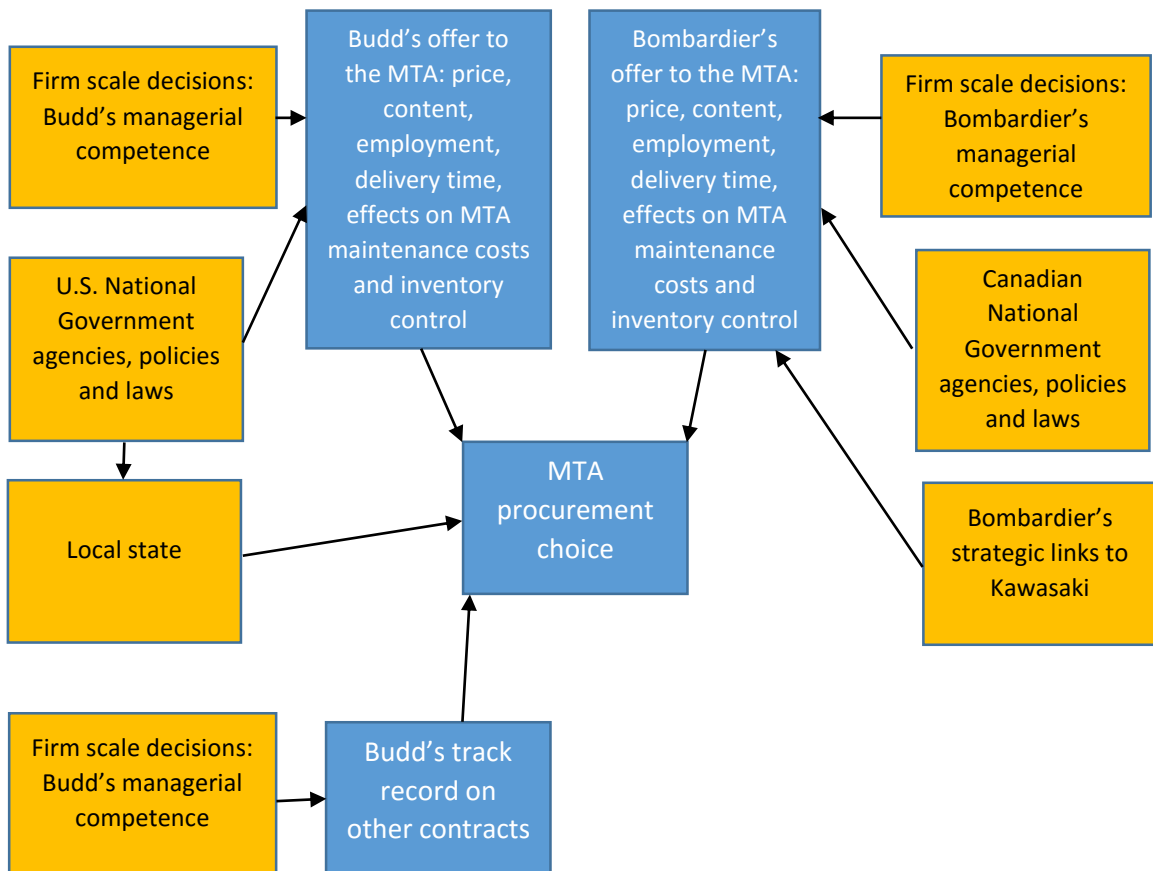 Firm scale decisions:
Budd’s managerial
competence
Budd’s offer to
the MTA: price,
content,
employment,
delivery time,
effects on MTA
maintenance costs
and inventory
control
Bombardier’s
offer to the MTA:
price, content,
employment,
delivery time,
effects on MTA
maintenance
costs and
inventory control
Firm scale decisions:
Bombardier’s
managerial
competence
U.S. National
Government
agencies, policies
and laws
Canadian
National
Government
agencies, policies
and laws
Local state
MTA
procurement
choice
Bombardier’s
strategic links to
Kawasaki
Firm scale decisions:
Budd’s managerial
competence
Budd’s track
record on
other contracts